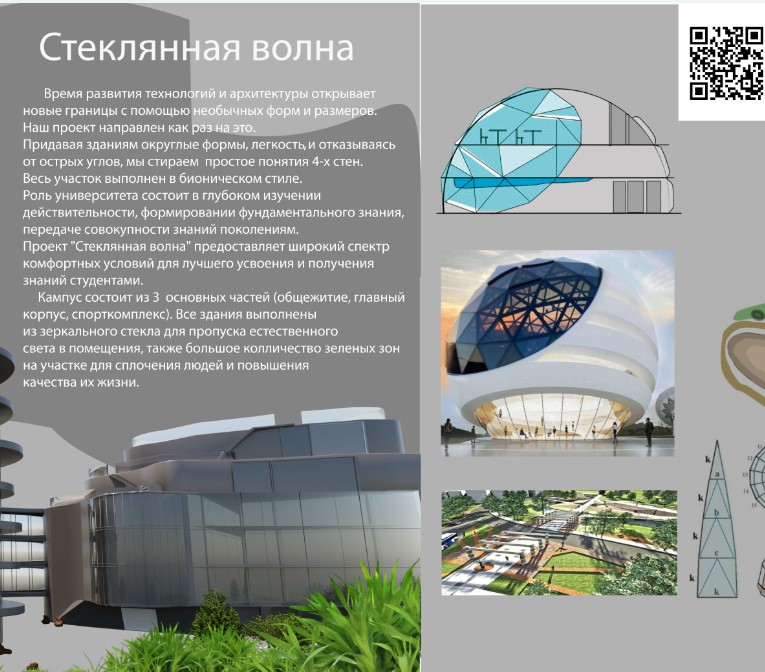 Стеклянная волна
Время развития технологий и архитектуры открывает
новые границы с помощью необычных форм и размеров.
Наш проект направлен как раз на это.
Придавая зданиям округлые формы, легкость,и отказываясь
от острых углов, мы стираем простое понятия 4-х стен.
Весь участок выполнен в бионическом стиле.
Роль университета состоит в глубоком изучении
действительности, формировании фундаментального знания,
передаче совокупности знаний поколениям.
Проект "Стеклянная волна" предоставляет широкий спектр
комфортных условий для лучшего усвоения и получения
знаний студентами.
Кампус состоит из 3 основных частей (общежитие, главный
корпус, спорткомплекс). Все здания выполнены
из зеркального стекла для пропуска естественного
света в помещения, также большое колличество зеленых зон
на участке для сплочения людей и повышения
качества их жизни.
k
a
k
b
k
c
k
k